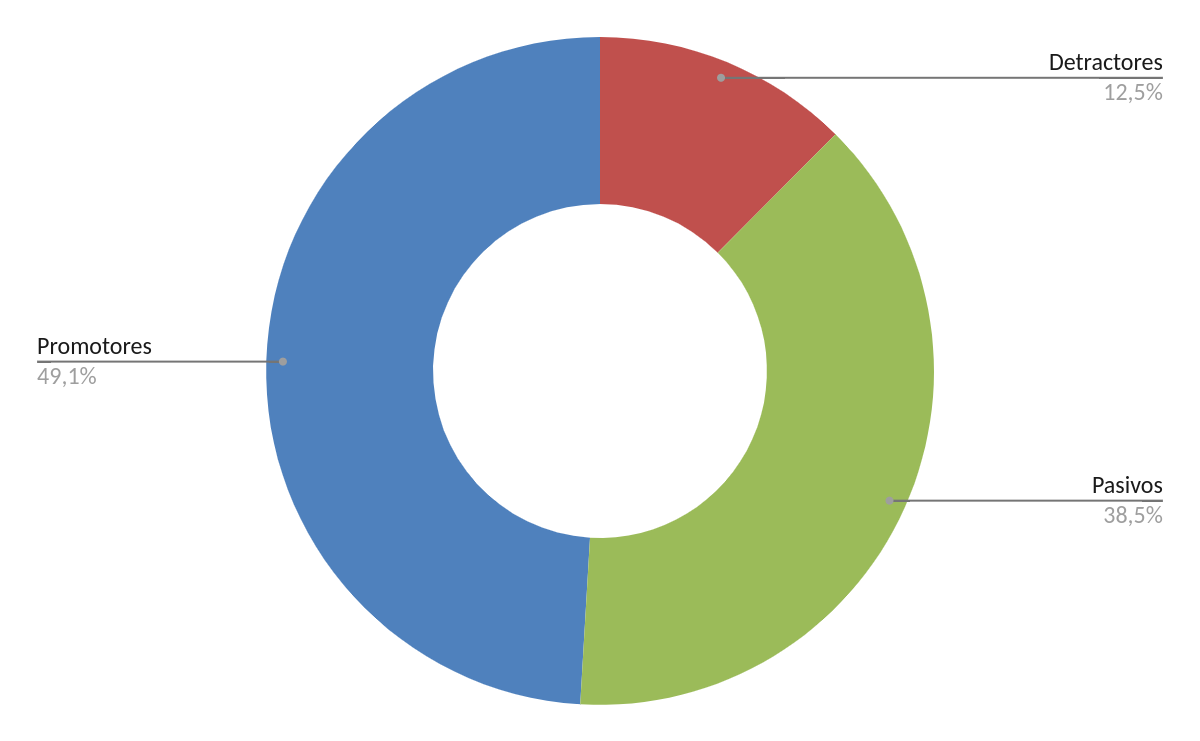 Detractores
12,5%
Promotores
49,1%
Pasivos
38,5%